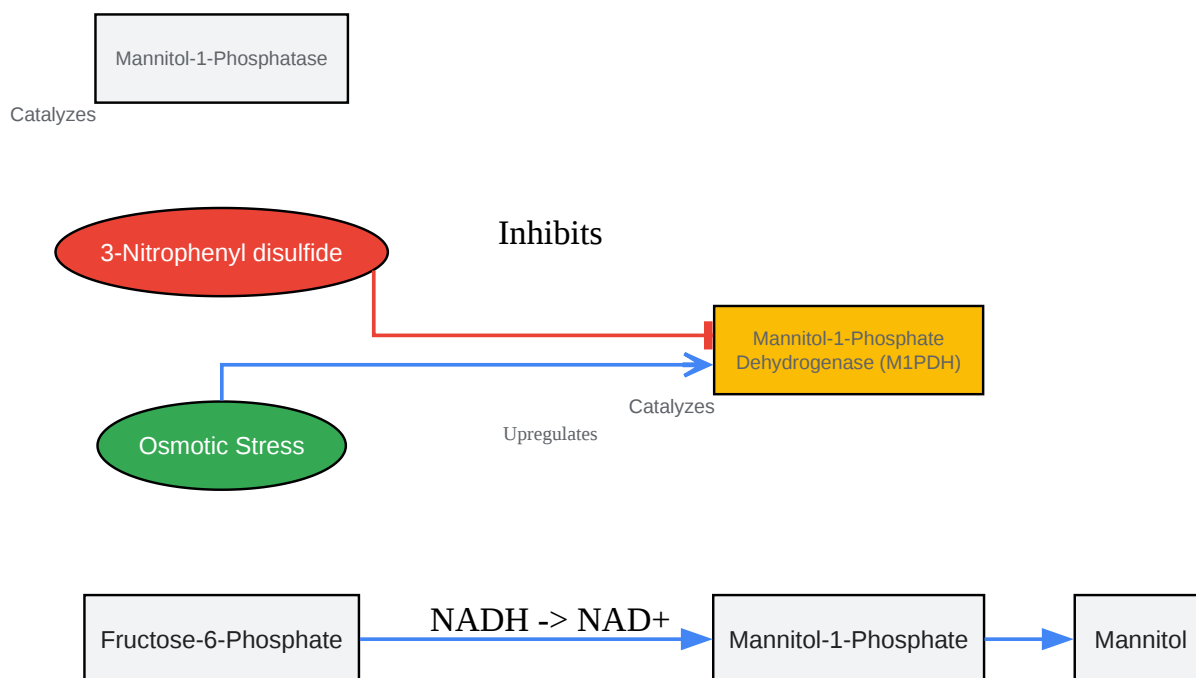 Mannitol-1-Phosphatase
Catalyzes
Inhibits
3-Nitrophenyl disulfide
Mannitol-1-Phosphate
Dehydrogenase (M1PDH)
Catalyzes
Upregulates
Osmotic Stress
NADH -> NAD+
Fructose-6-Phosphate
Mannitol-1-Phosphate
Mannitol